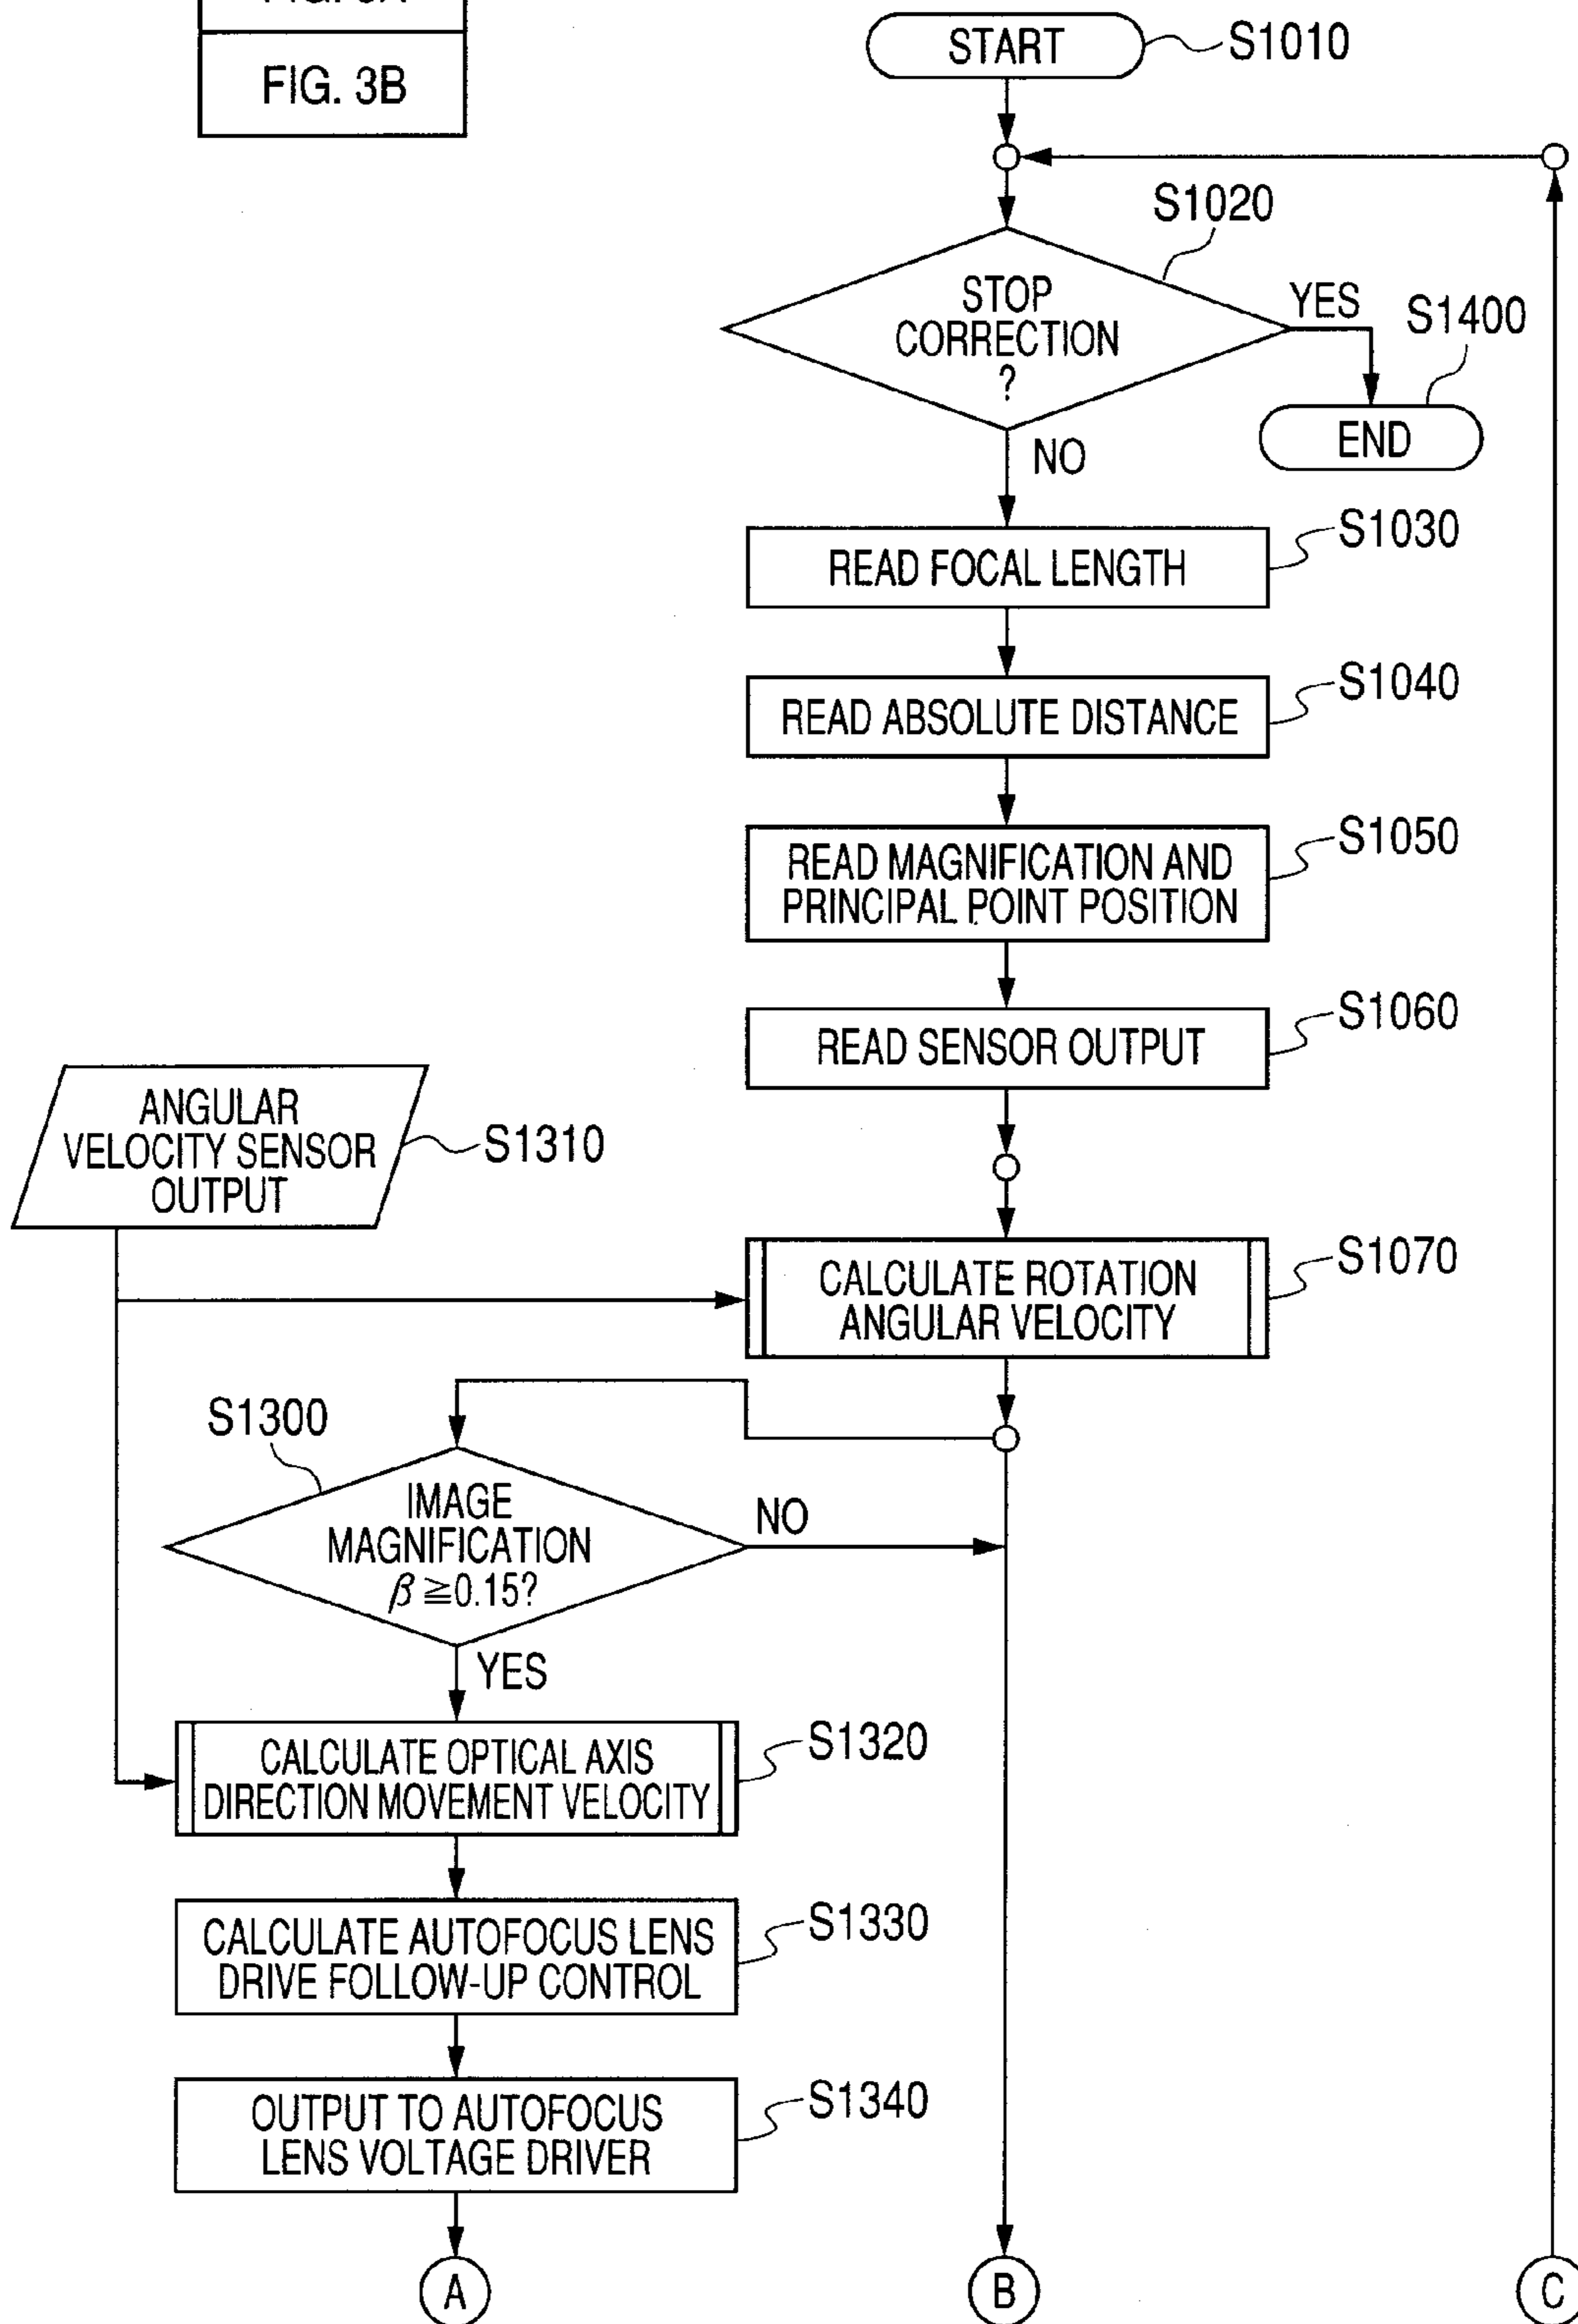 FIG. 3B
START
S1010
S1020
STOP
CORRECTION
?
YES
S1400
END
NO
S1030
READ FOCAL LENGTH
S1040
READ ABSOLUTE DISTANCE
S1050
READ MAGNIFICATION AND
PRINCIPAL POINT POSITION
S1060
READ SENSOR OUTPUT
ANGULAR
VELOCITY SENSOR
OUTPUT
S1310
S1070
CALCULATE ROTATION
ANGULAR VELOCITY
S1300
IMAGE
MAGNIFICATION
β ≧0.15?
NO
YES
S1320
CALCULATE OPTICAL AXIS
DIRECTION MOVEMENT VELOCITY
S1330
CALCULATE AUTOFOCUS LENS
DRIVE FOLLOW-UP CONTROL
S1340
OUTPUT TO AUTOFOCUS
LENS VOLTAGE DRIVER
A
B
C